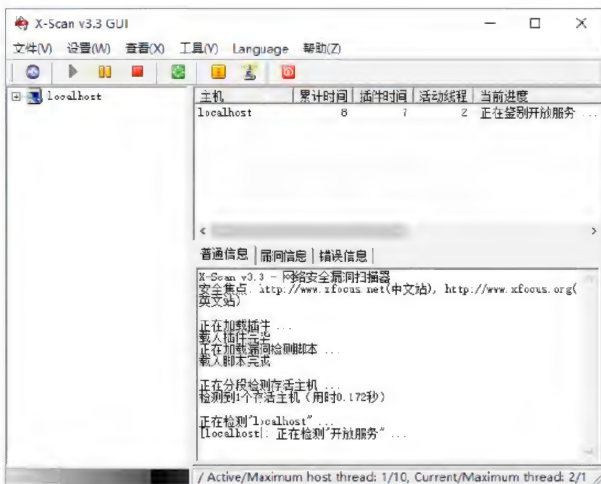 X-Scan v3.3 GUI
文件(V) 设置(W) 查看(X) 工具(Y) Language 帮助(Z)
localhost
主机 累计时间 插件时间 活动线程 当前进度
localhost 8 7 2 正在鉴别开放服务 ...
普通信息 漏洞信息 错误信息
X-Scan v3.3 - 网络安全漏洞扫描器
安全焦点: http://www.xfocus.net(中文站), http://www.xfocus.org(
英文站)
正在加载插件 ...
载入插件完毕
正在加载漏洞检测脚本 ...
载入脚本完成
正在分段检测存活主机 ...
检测到1个存活主机 (用时0.172秒)
正在检测"localhost" ...
[localhost]: 正在检测"开放服务" ...
/ Active/Maximum host thread: 1/10, Current/Maximum thread: 2/1